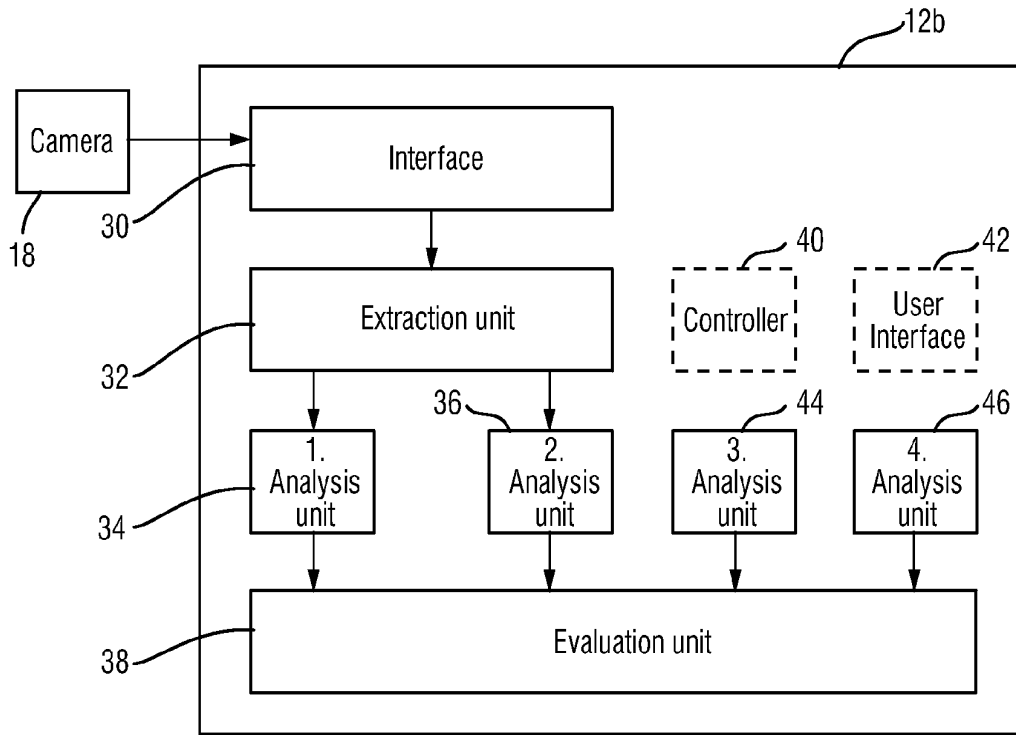 12b
Camera
Interface
30
18
40
42
Extraction unit
Controller
User
Interface
32
36
44
46
1.
Analysis
unit
2.
Analysis
unit
3.
Analysis
unit
4.
Analysis
unit
34
Evaluation unit
38